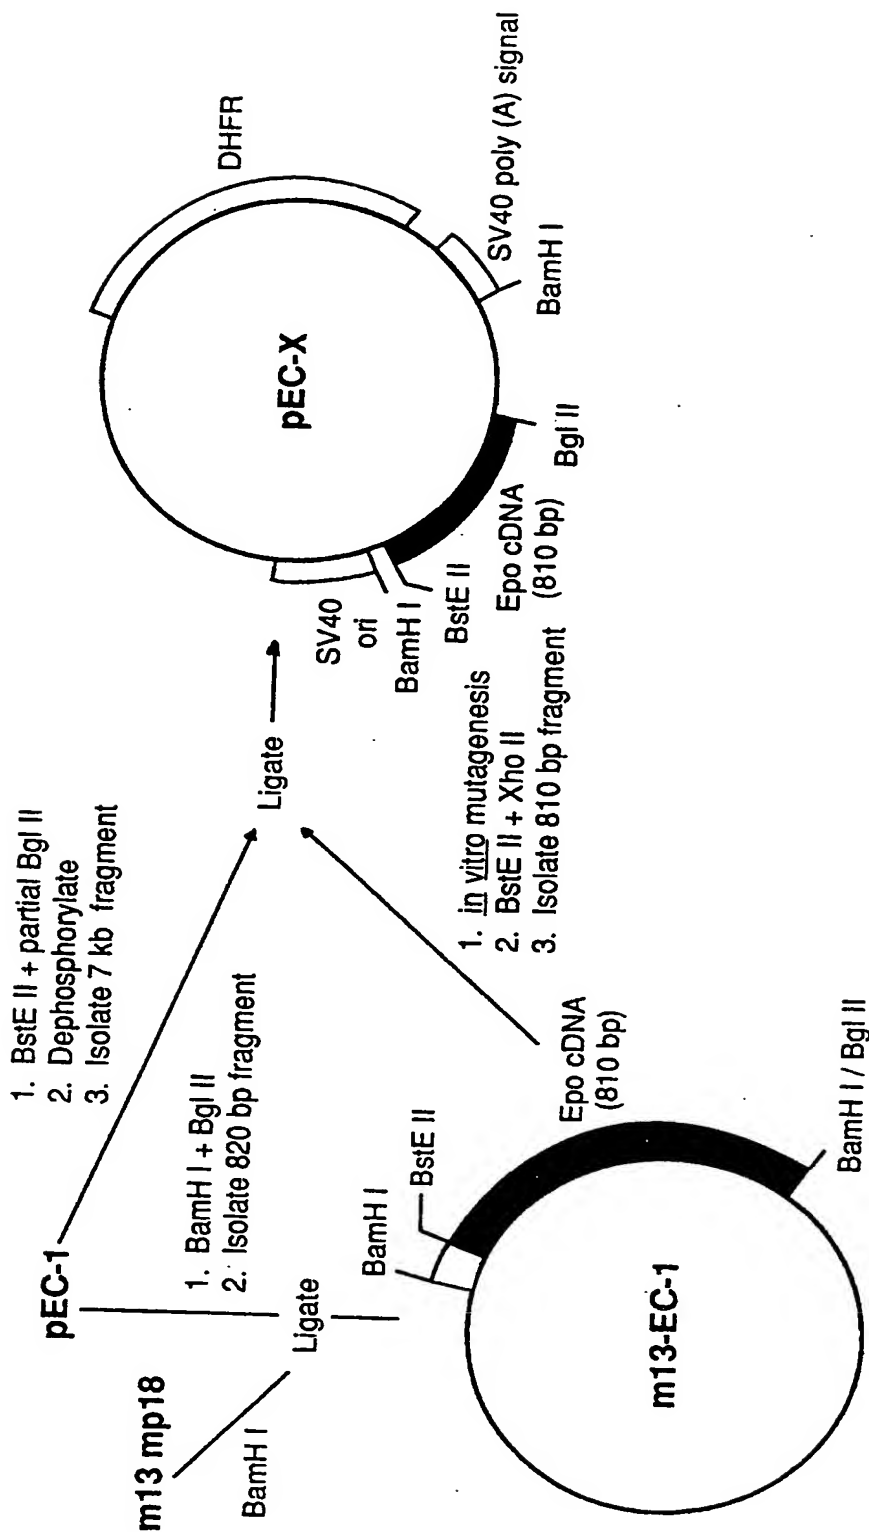 m13 mp18
BamH I
pEC-1
1. BstE II + partial Bgl II
2. Dephosphorylate
3. Isolate 7 kb fragment
1. BamH I + Bgl II
2. Isolate 820 bp fragment
Ligate
Ligate
BamH I
BstE II
Epo cDNA
(810 bp)
BamH I / Bgl II
m13-EC-1
1. in vitro mutagenesis
2. BstE II + Xho II
3. Isolate 810 bp fragment
pEC-X
DHFR
SV40 poly (A) signal
BamH I
Bgl II
Epo cDNA
(810 bp)
BstE II
BamH I
SV40
ori